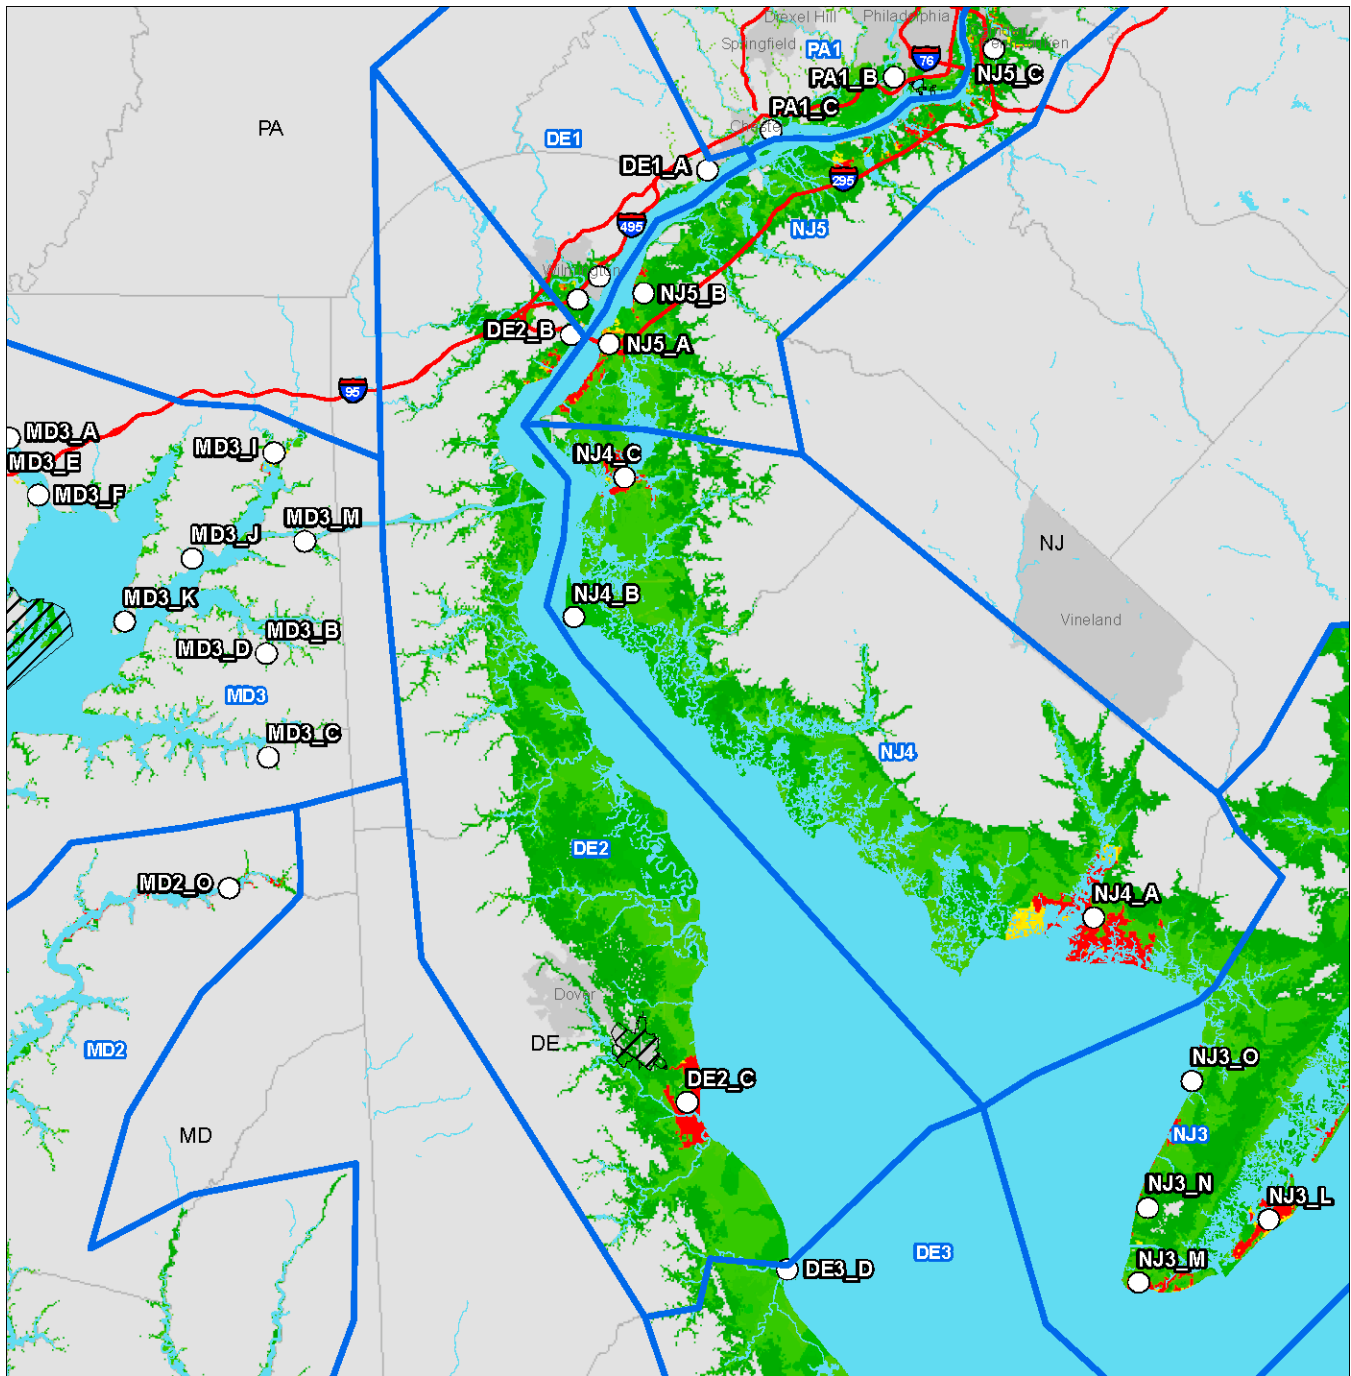 Drexel Hill
Philadelphia
Springfield
PA1
76
PA1_B
NJ5_C
PA1_C
PA
DE1
DE1_A
295
495
NJ5
Wilmington
NJ5_B
DE2_B
NJ5_A
95
MD3_A
MD3_I
NJ4_C
MD3_E
MD3_F
MD3_M
MD3_J
NJ
MD3_K
NJ4_B
Vineland
MD3_B
MD3_D
MD3
MD3_C
NJ4
DE2
MD2_O
NJ4_A
Dover
DE
MD2
NJ3_O
DE2_C
MD
NJ3
NJ3_N
NJ3_L
DE3
NJ3_M
DE3_D